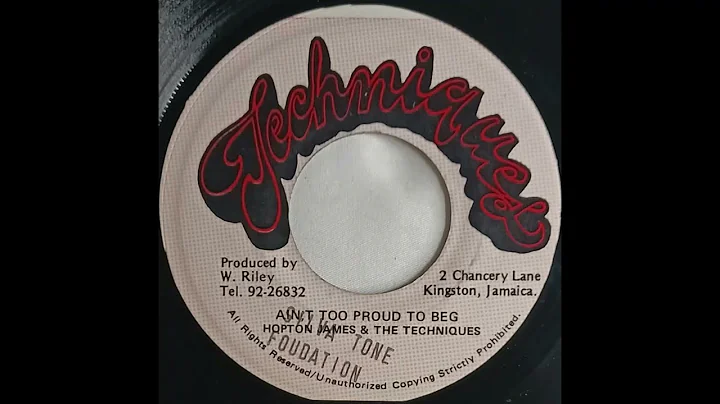 Techniques
Produced by
W. Riley
Tel. 92-26832
2 Chancery Lane
Kingston, Jamaica.
AIN'T TOO PROUD TO BEG
HOPTON JAMES & THE TECHNIQUES
SYLVA TONE
FOUDATION
All Rights Reserved/Unauthorized Copying Strictly Prohibited.